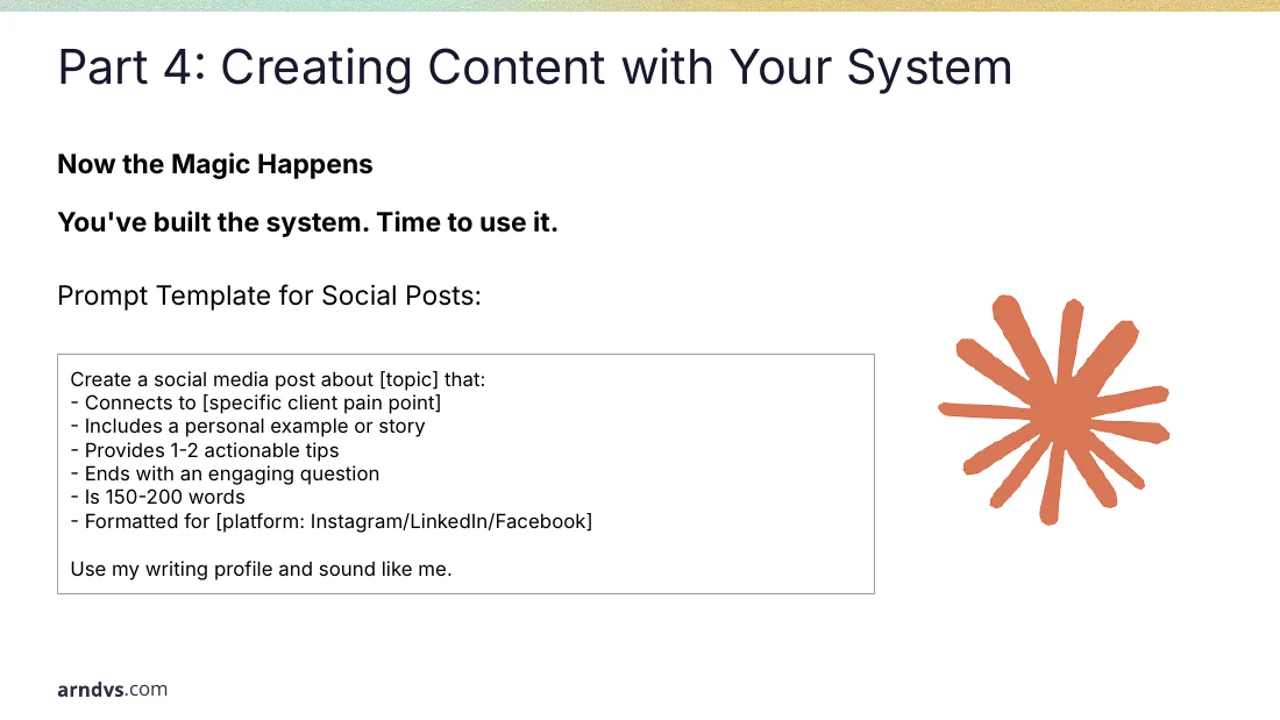 Part 4: Creating Content with Your System
Now the Magic Happens
You've built the system. Time to use it.
Prompt Template for Social Posts:
Create a social media post about [topic] that:
- Connects to [specific client pain point]
- Includes a personal example or story
- Provides 1-2 actionable tips
- Ends with an engaging question
- Is 150-200 words
- Formatted for [platform: Instagram/LinkedIn/Facebook]
Use my writing profile and sound like me.
arndvs.com